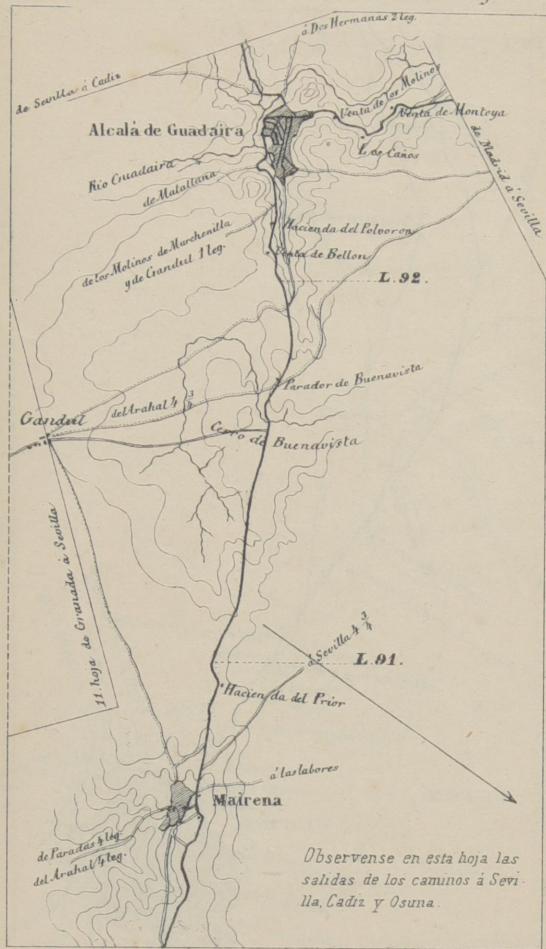 á Dos Hermanas 2 leg.
de Sevilla á Cadiz
Venta de los Molinos
Venta de Montoya
Alcalá de Guadaira
Los Caños
de Madrid á Sevilla
Río Guadaira
de Matallana
Hacienda del Polvoron
de los Molinos de Marchenilla
y de Gandul 1 leg.
Venta de Bellon
L. 92.
Parador de Buenavista
del Arahal 4 3/4
Gandul
Cerro de Buenavista
11. hoja de Granada á Sevilla
á Sevilla 4 3/4
L. 91.
Hacienda del Prior
á las labores
Mairena
de Paradas 4 leg.
del Arahal 4 leg.
Observense en esta hoja las
salidas de los caminos á Sevi-
lla, Cadiz y Osuna.